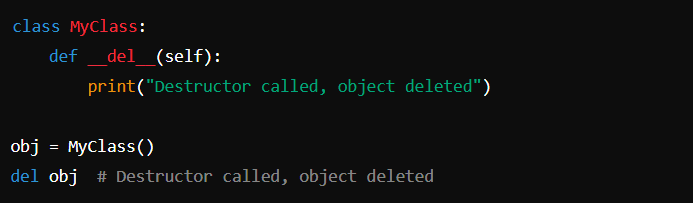 class MyClass:
    def __del__(self):
        print("Destructor called, object deleted")
obj = MyClass()
del obj  # Destructor called, object deleted